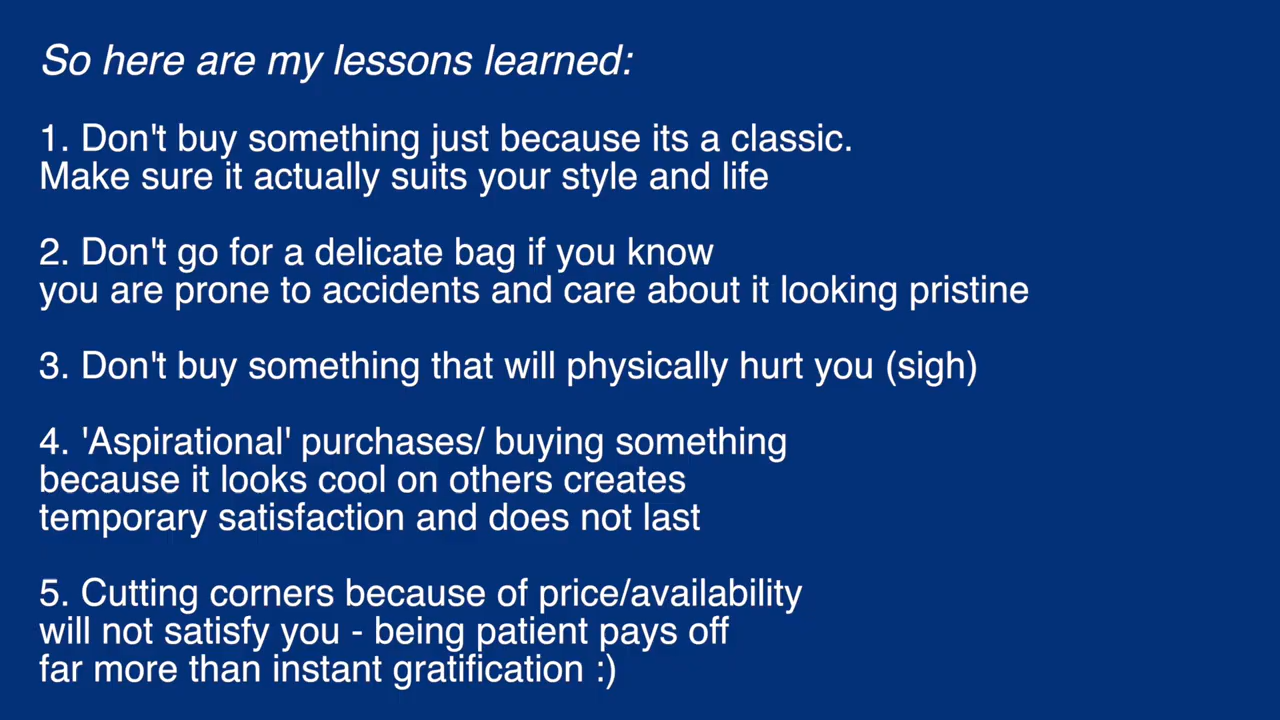 So here are my lessons learned:
1. Don't buy something just because its a classic.
Make sure it actually suits your style and life
2. Don't go for a delicate bag if you know
you are prone to accidents and care about it looking pristine
3. Don't buy something that will physically hurt you (sigh)
4. 'Aspirational' purchases/ buying something
because it looks cool on others creates
temporary satisfaction and does not last
5. Cutting corners because of price/availability
will not satisfy you - being patient pays off
far more than instant gratification :)